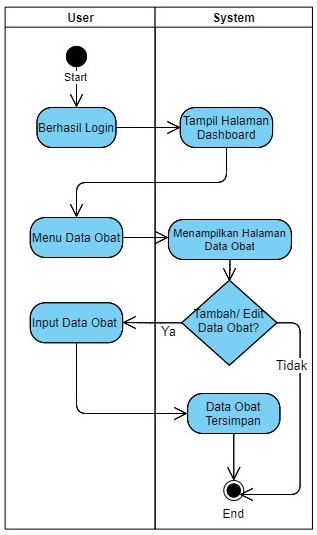 User
System
Start
Berhasil Login
Tampil Halaman
Dashboard
Menu Data Obat
Menampilkan Halaman
Data Obat
Tambah/ Edit
Data Obat?
Ya
Tidak
Input Data Obat
Data Obat
Tersimpan
End